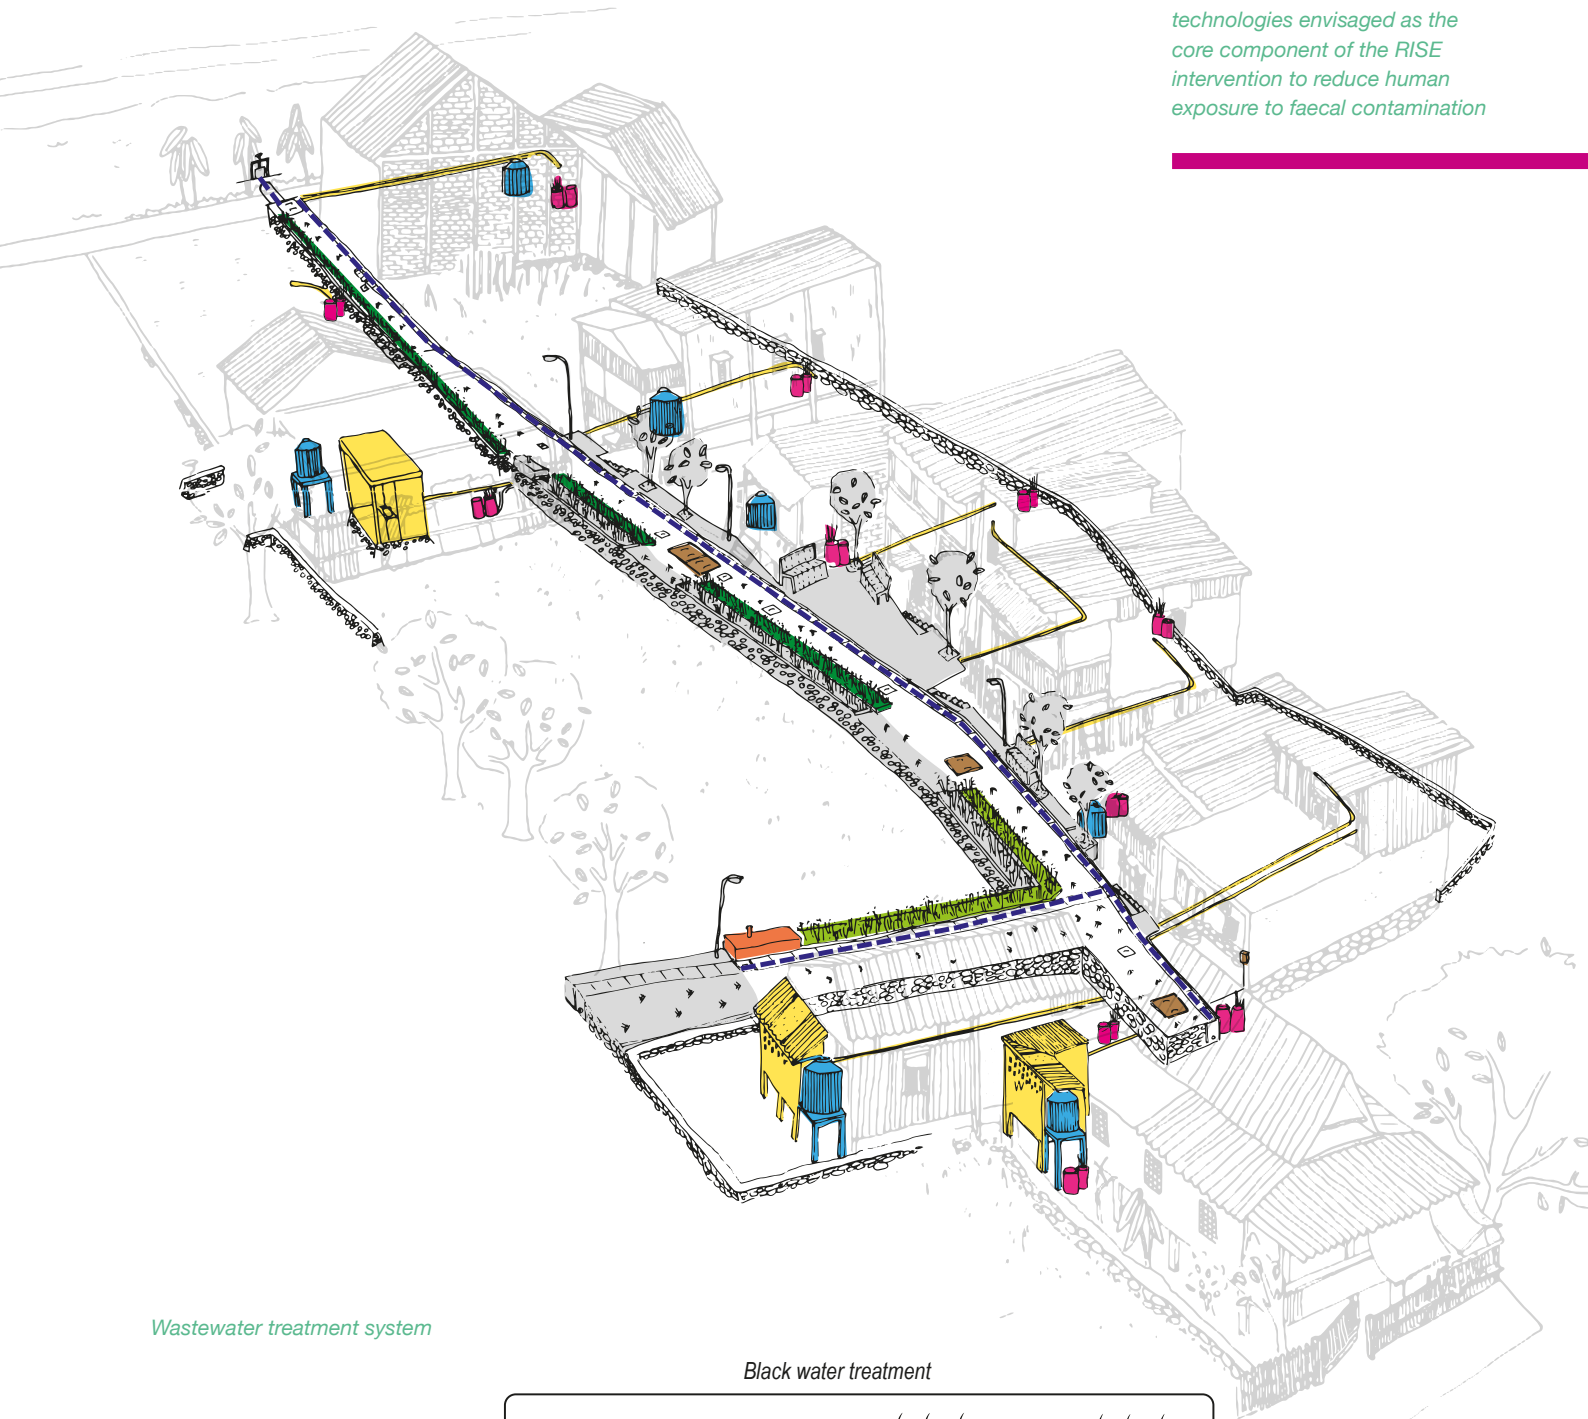 technologies envisaged as the
core component of the RISE
intervention to reduce human
exposure to faecal contamination
Wastewater treatment system
Black water treatment